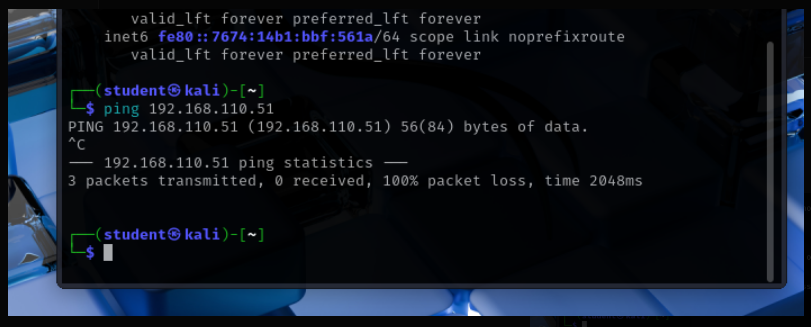 valid_lft forever preferred_lft forever
inet6 fe80::7674:14b1:bbf:561a/64 scope link noprefixroute
valid_lft forever preferred_lft forever
┌──(student㉿kali)-[~]
└─$ ping 192.168.110.51
PING 192.168.110.51 (192.168.110.51) 56(84) bytes of data.
^C
--- 192.168.110.51 ping statistics ---
3 packets transmitted, 0 received, 100% packet loss, time 2048ms
┌──(student㉿kali)-[~]
└─$